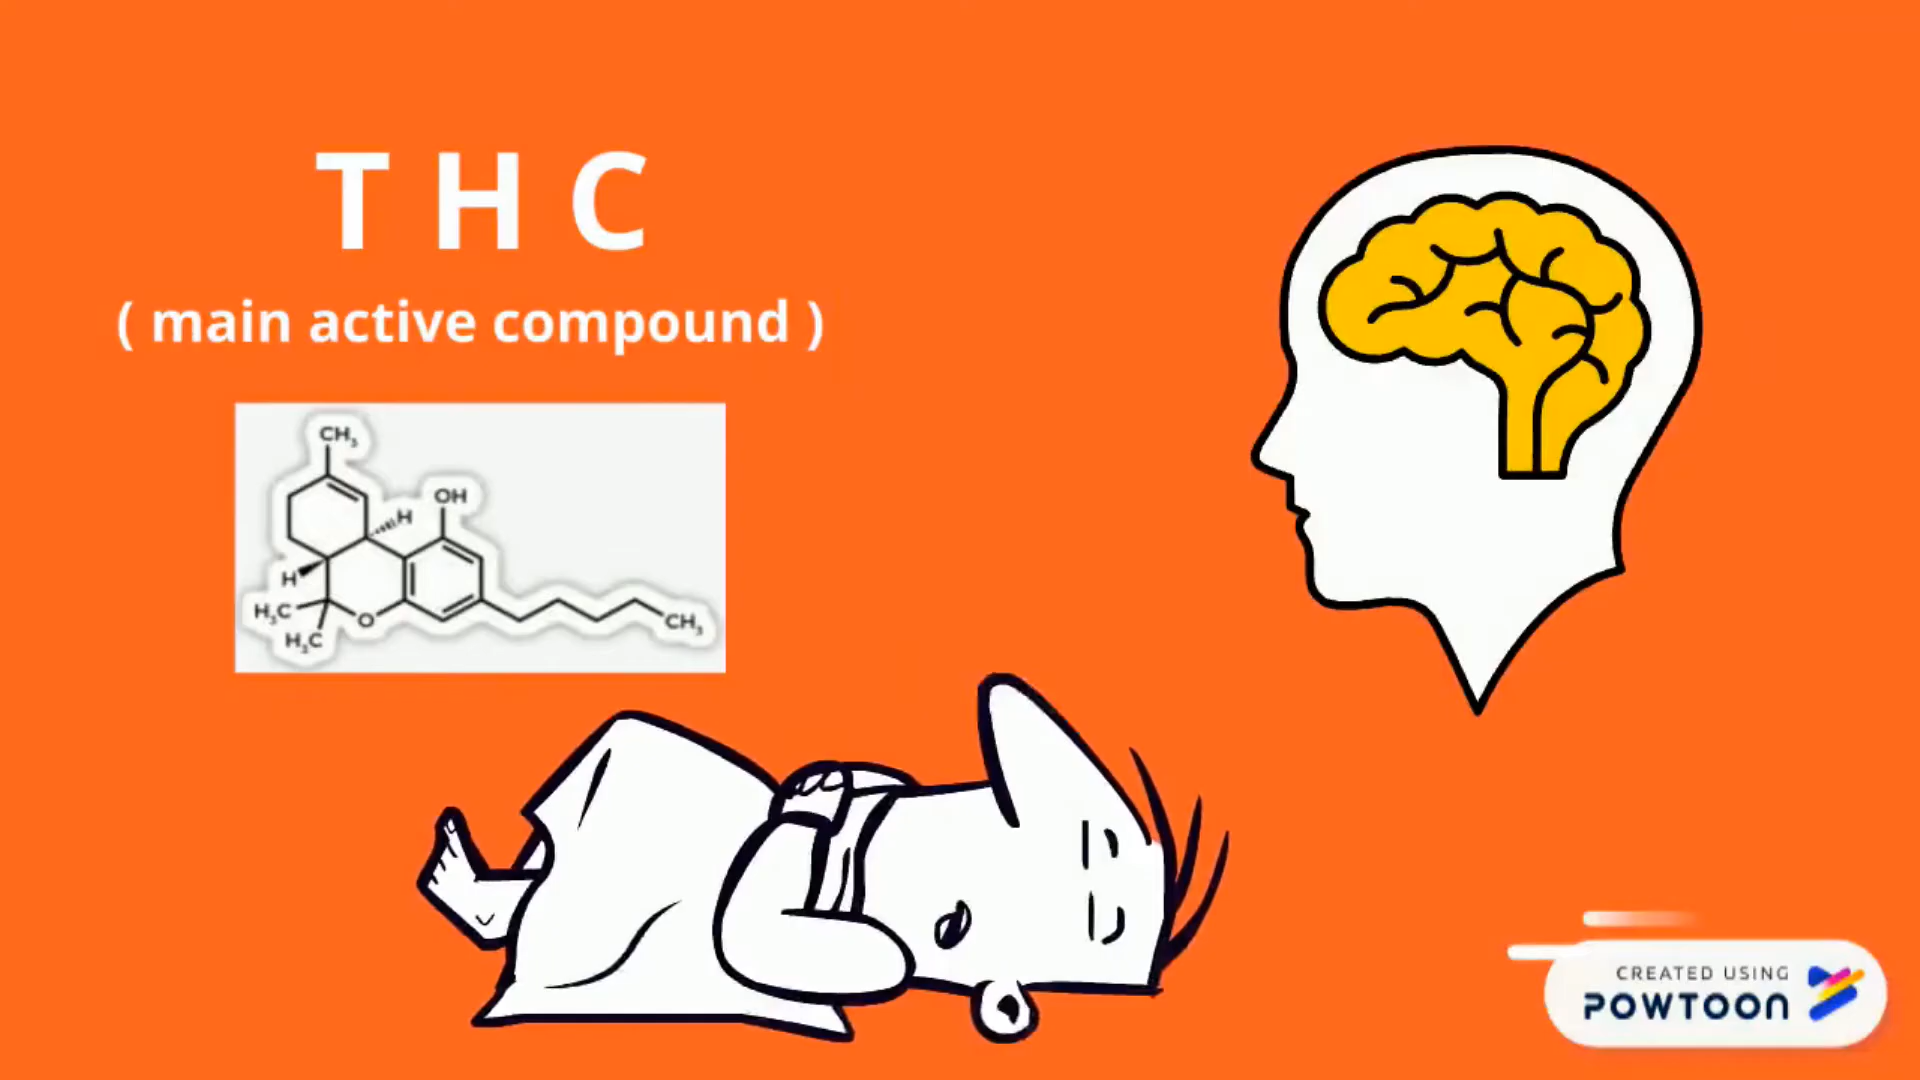 T H C
( main active compound )
CH₃
OH
H
H
H₃C
O
H₃C
CH₃
CREATED USING
POWTOON